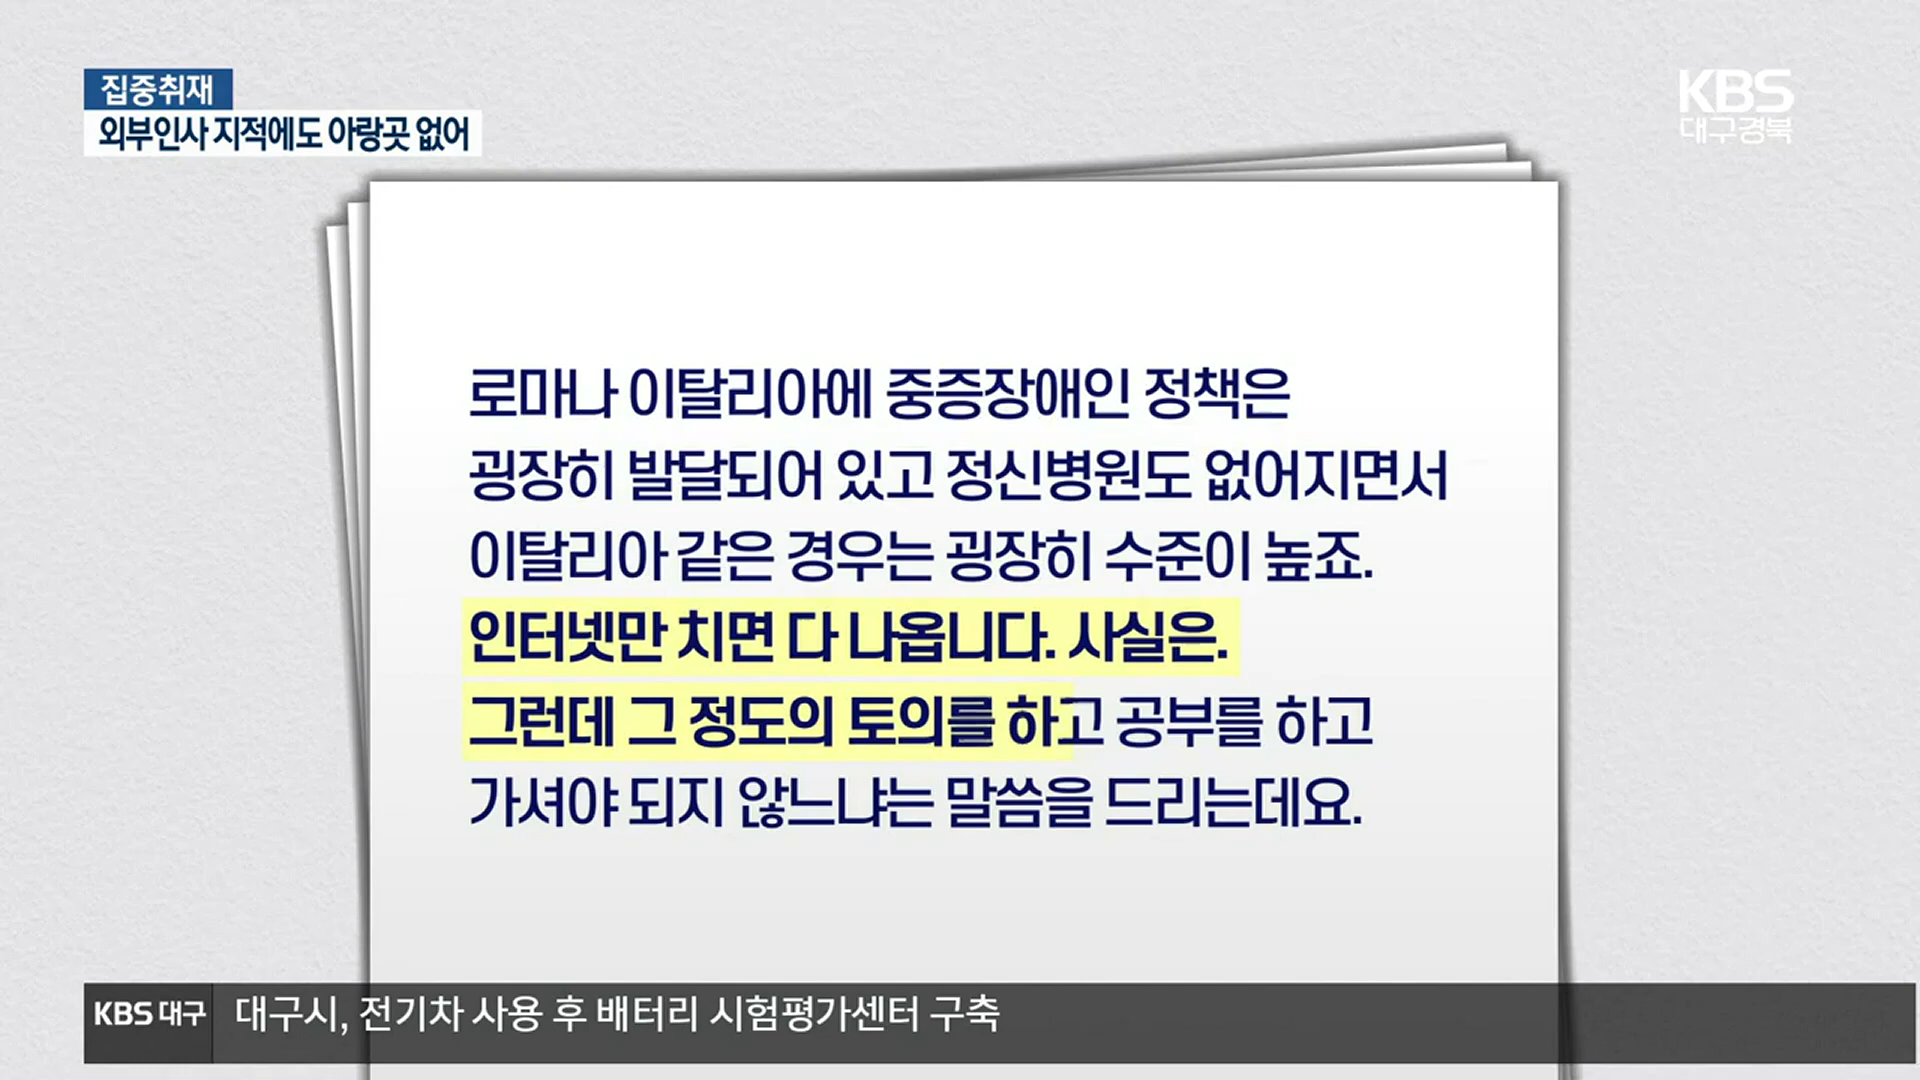 집중취재
외부인사 지적에도 아랑곳 없어
KBS
대구경북
로마나 이탈리아에 중증장애인 정책은
굉장히 발달되어 있고 정신병원도 없어지면서
이탈리아 같은 경우는 굉장히 수준이 높죠.
인터넷만 치면 다 나옵니다. 사실은.
그런데 그 정도의 토의를 하고 공부를 하고
가셔야 되지 않느냐는 말씀을 드리는데요.
KBS 대구 대구시, 전기차 사용 후 배터리 시험평가센터 구축